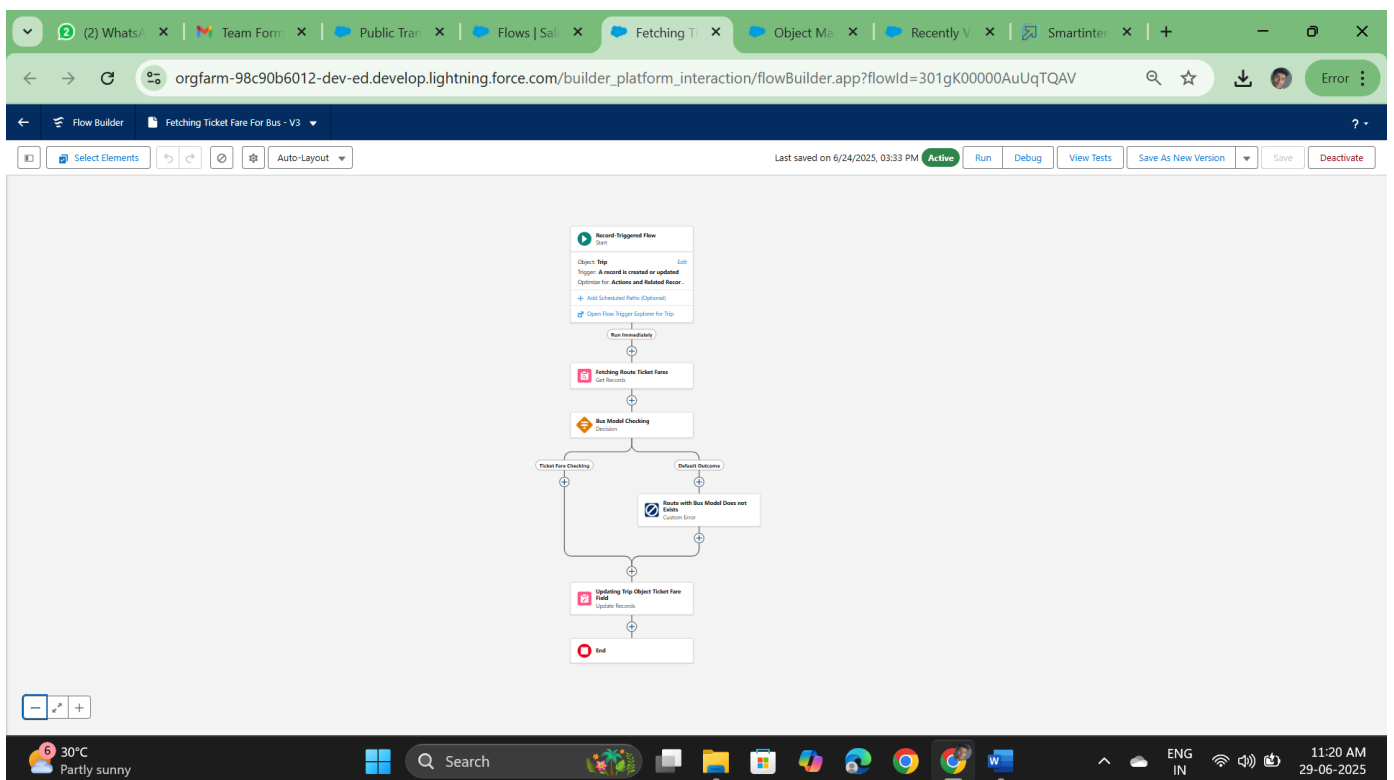 (2) WhatsA
Team Form
Public Tran
Flows | Sal
Fetching Ti
Object Ma
Recently V
Smartinter
orgfarm-98c90b6012-dev-ed.develop.lightning.force.com/builder_platform_interaction/flowBuilder.app?flowId=301gK00000AuUqTQAV
Error
Flow Builder
Fetching Ticket Fare For Bus - V3
?
Select Elements
Auto-Layout
Last saved on 6/24/2025, 03:33 PM
Active
Run
Debug
View Tests
Save As New Version
Save
Deactivate
Record-Triggered Flow
Start
Object: Trip
Edit
Trigger: A record is created or updated
Optimize for: Actions and Related Recor...
+ Add Scheduled Paths (Optional)
Open Flow Trigger Explorer for Trip
Run Immediately
Fetching Route Ticket Fares
Get Records
Bus Model Checking
Decision
Ticket Fare Checking
Default Outcome
Route with Bus Model Does not
Exists
Custom Error
Updating Trip Object Ticket Fare
Field
Update Records
End
6
30°C
Partly sunny
Search
ENG
IN
11:20 AM
29-06-2025